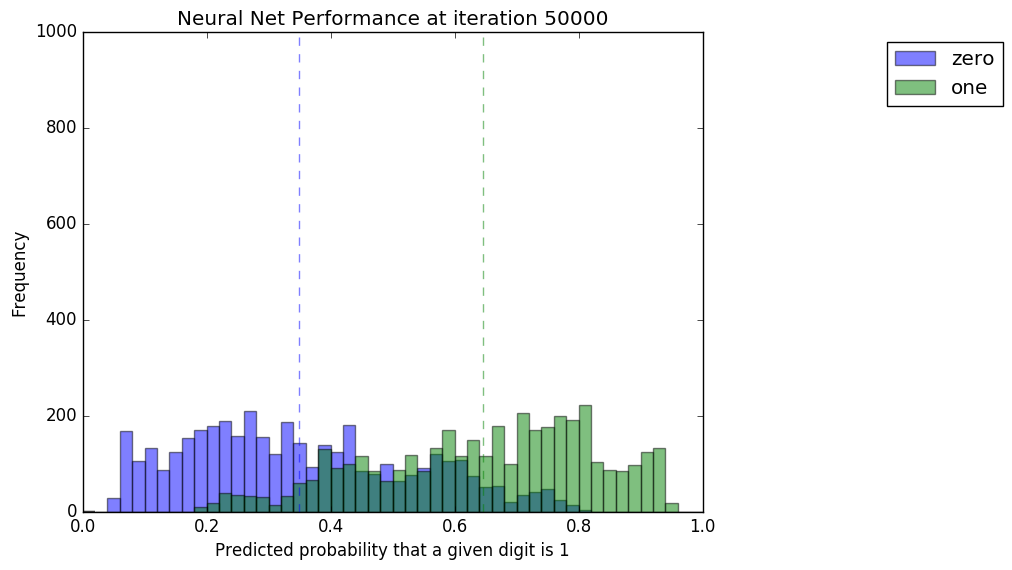 Neural Net Performance at iteration 50000
1000
800
600
400
200
0
Frequency
0.0 0.2 0.4 0.6 0.8 1.0
Predicted probability that a given digit is 1
zero
one